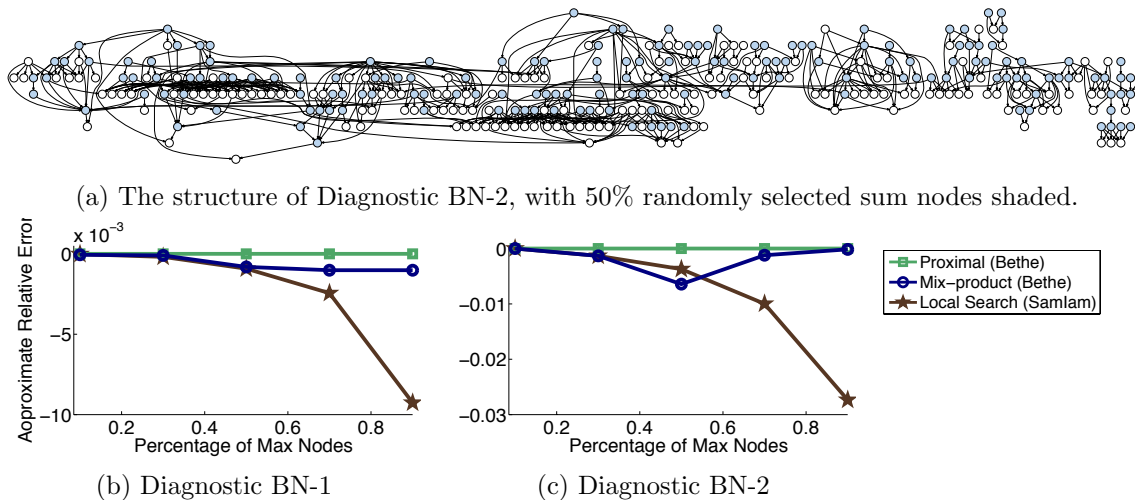 (a) The structure of Diagnostic BN-2, with 50% randomly selected sum nodes shaded.
Approximate Relative Error
x 10⁻³
0
−5
−10
0.2 0.4 0.6 0.8
Percentage of Max Nodes
(b) Diagnostic BN-1
0
−0.01
−0.02
−0.03
0.2 0.4 0.6 0.8
Percentage of Max Nodes
(c) Diagnostic BN-2
Proximal (Bethe)
Mix−product (Bethe)
Local Search (SamIam)